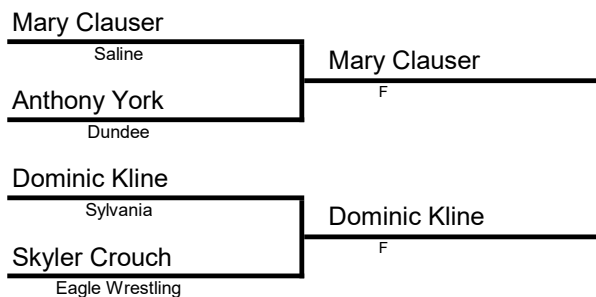 Mary Clauser
Saline
Mary Clauser
F
Anthony York
Dundee
Dominic Kline
Sylvania
Dominic Kline
F
Skyler Crouch
Eagle Wrestling